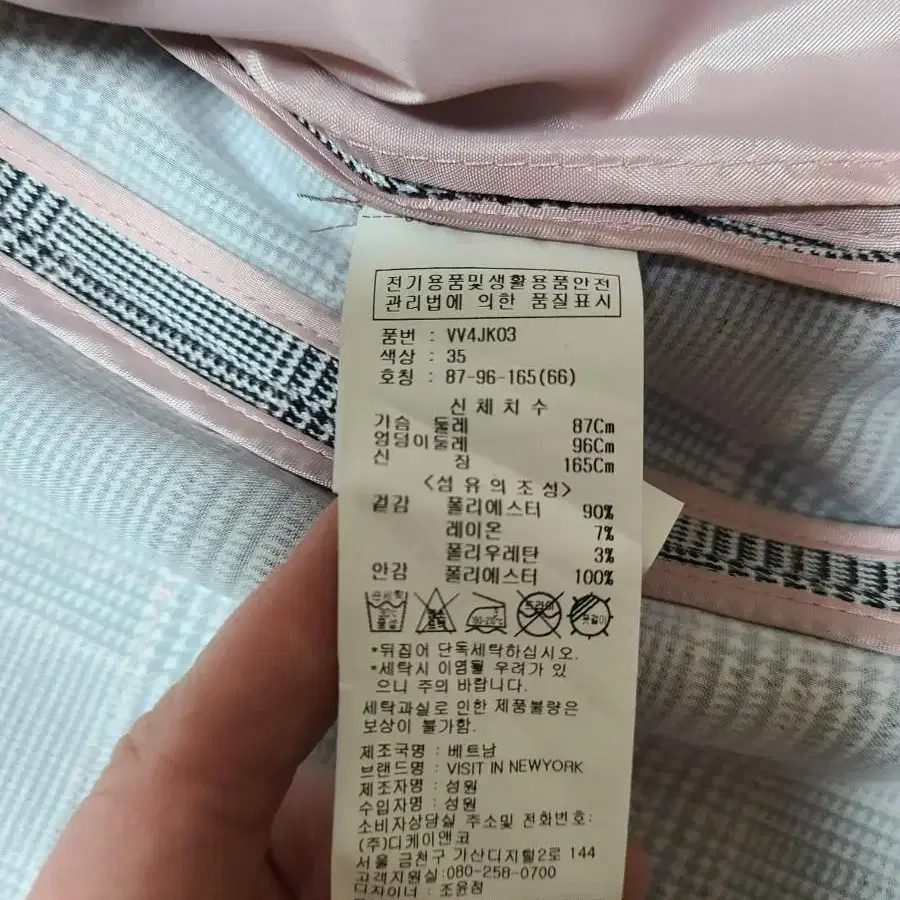 전기용품및생활용품안전
관리법에 의한 품질표시
품번 : VV4JK03
색상 : 35
호칭 : 87-96-165(66)
신 체 치 수
가슴 둘레 87Cm
엉덩이둘레 96Cm
신 장 165Cm
<섬 유 의 조 성>
겉감 폴리에스터 90%
레이온 7%
폴리우레탄 3%
안감 폴리에스터 100%
드라이
옷걸이
*뒤집어 단독세탁하십시오.
*세탁시 이염될 우려가 있
으니 주의 바랍니다.
세탁과실로 인한 제품불량은
보상이 불가함.
제조국명 : 베트남
브랜드명 : VISIT IN NEWYORK
제조자명 : 성원
수입자명 : 성원
소비자상담실 주소및 전화번호:
(주)디케이앤코
서울 금천구 가산디지털2로 144
고객지원실:080-258-0700
디자이너 : 조윤정